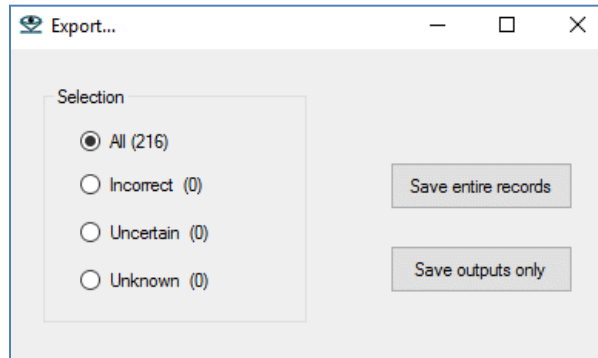 Export...
Selection
All (216)
Incorrect (0)
Uncertain (0)
Unknown (0)
Save entire records
Save outputs only